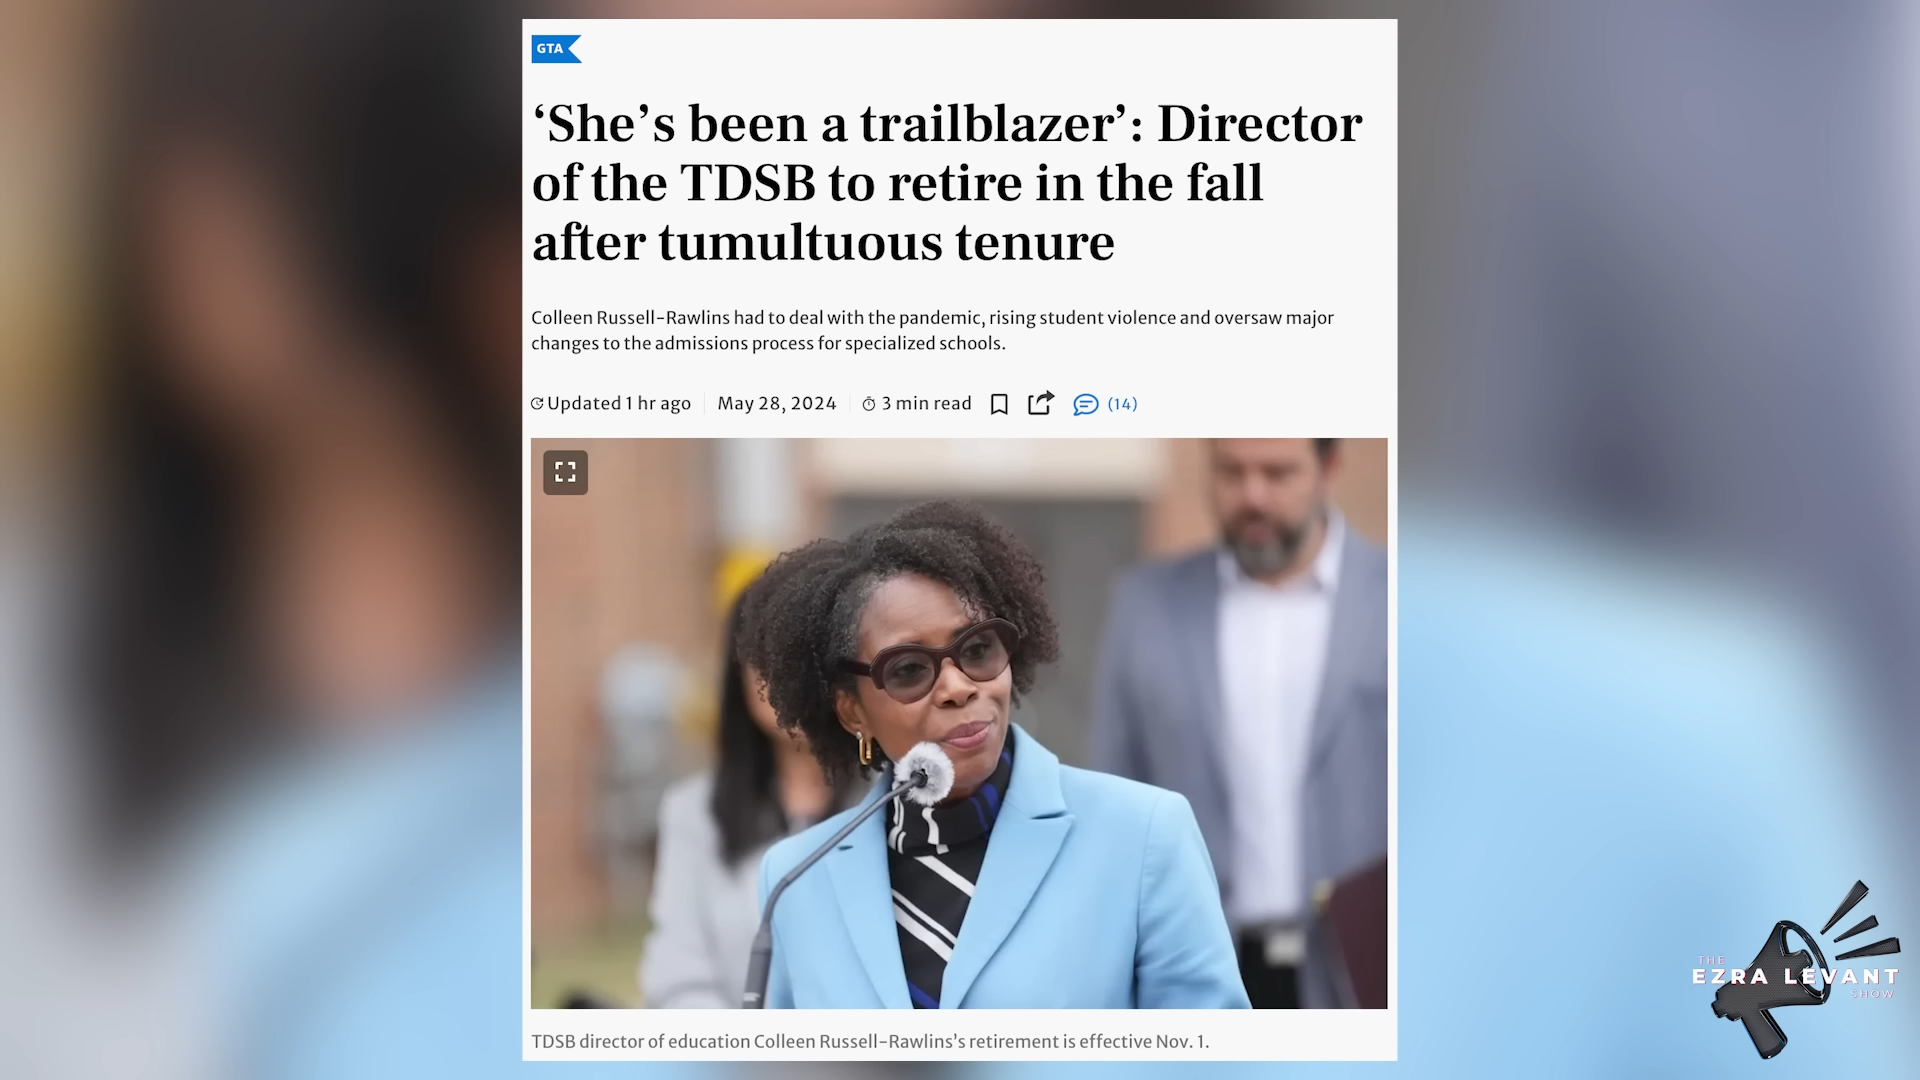 GTA
‘She’s been a trailblazer’: Director
of the TDSB to retire in the fall
after tumultuous tenure
Colleen Russell-Rawlins had to deal with the pandemic, rising student violence and oversaw major
changes to the admissions process for specialized schools.
Updated 1 hr ago May 28, 2024 3 min read (14)
TDSB director of education Colleen Russell-Rawlins’s retirement is effective Nov. 1.
THE
EZRA LEVANT
SHOW